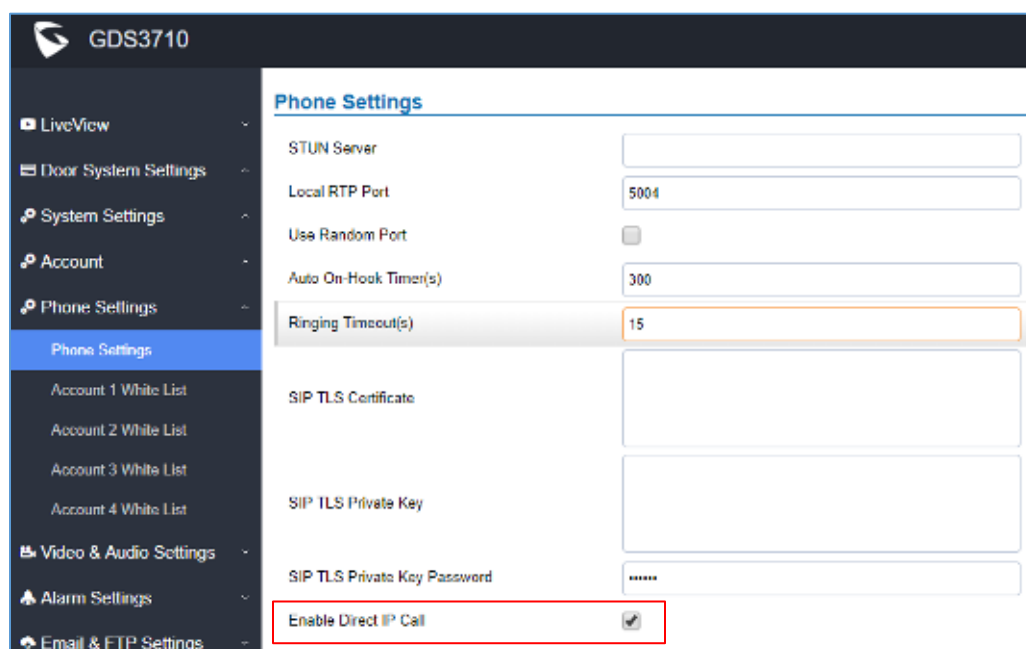 GDS3710
LiveView
Door System Settings
System Settings
Account
Phone Settings
Phone Settings
Account 1 White List
Account 2 White List
Account 3 White List
Account 4 White List
Video & Audio Settings
Alarm Settings
Email & FTP Settings
Phone Settings
STUN Server
Local RTP Port 5004
Use Random Port
Auto On-Hook Timer(s) 300
Ringing Timeout(s) 15
SIP TLS Certificate
SIP TLS Private Key
SIP TLS Private Key Password ••••••
Enable Direct IP Call